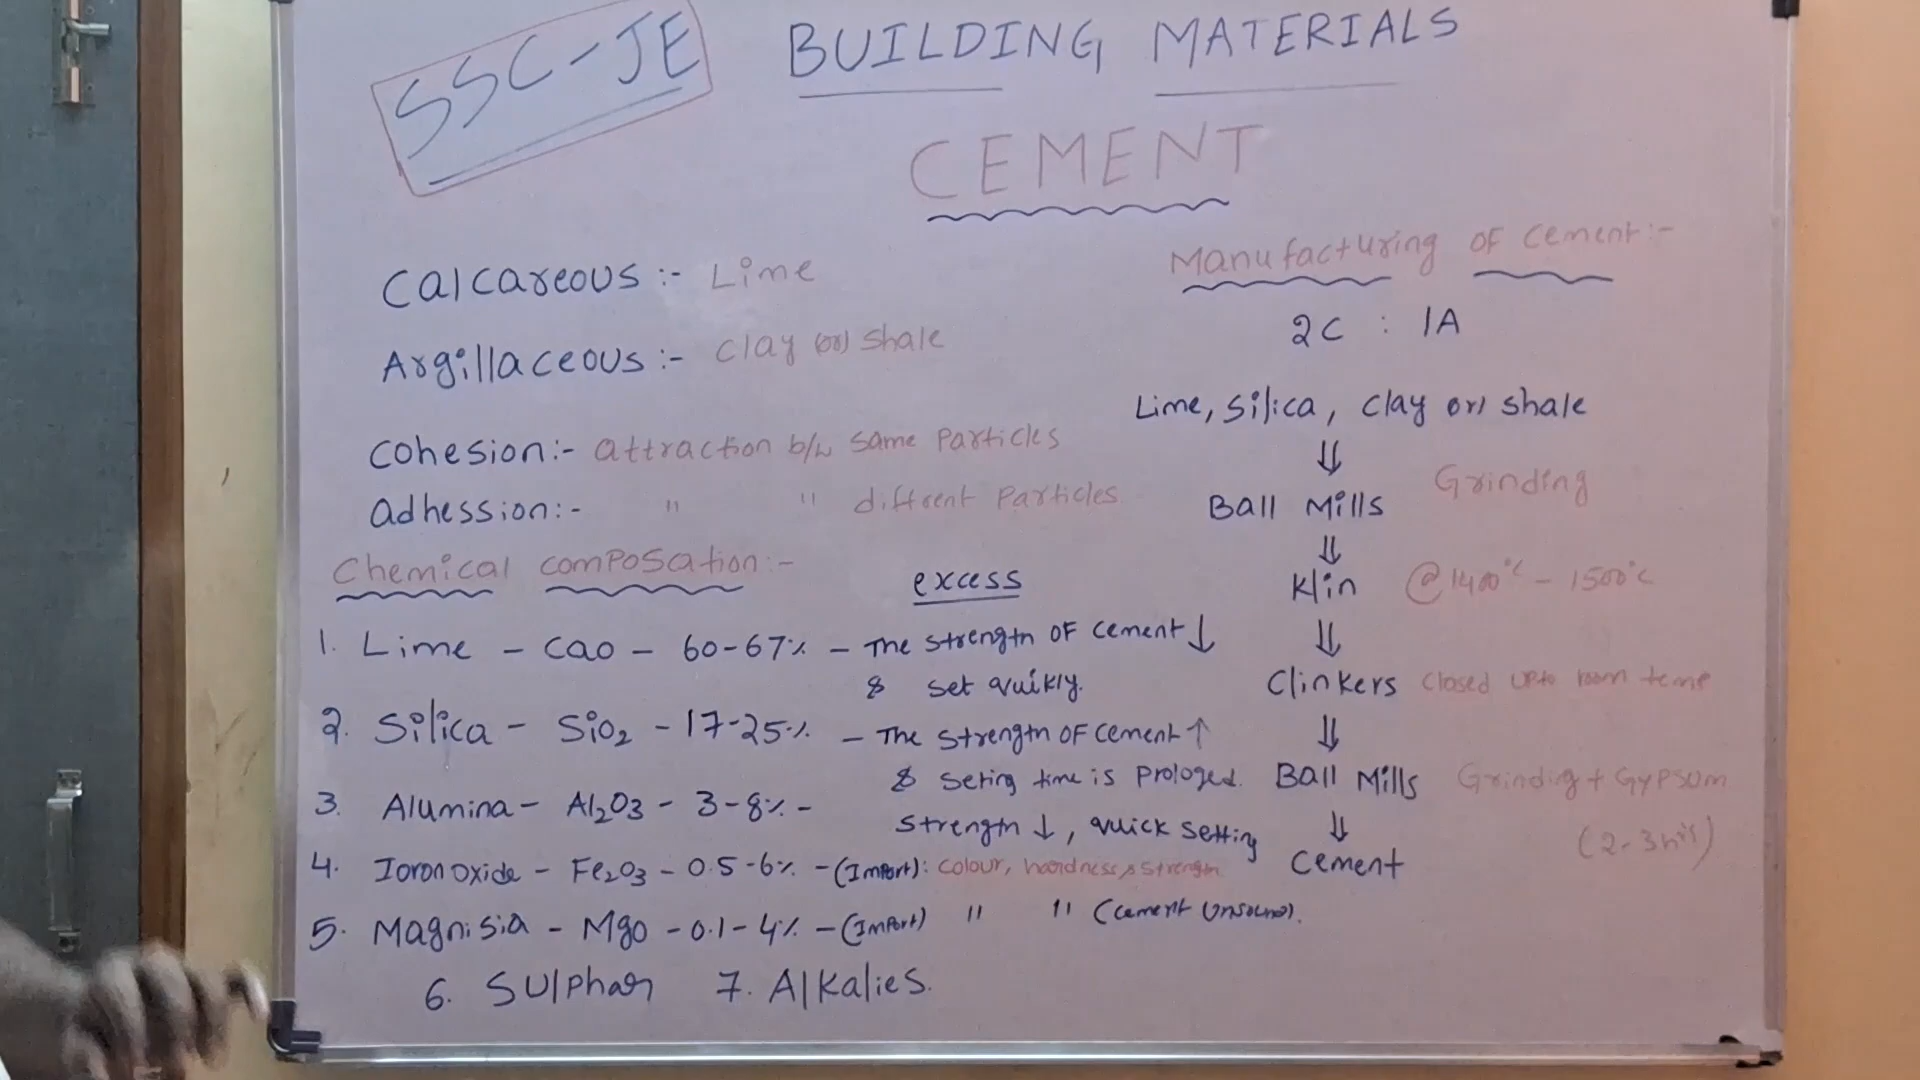 SSC-JE
BUILDING MATERIALS
CEMENT
Calcareous :- Lime
Argillaceous :- Clay (or) shale
Cohesion :- attraction b/w same Particles
adhession :- " " diffrent Particles
Chemical composation :-
excess
1. Lime - CaO - 60-67% - The strength OF cement ↓
& set quikly.
2. Silica - SiO2 - 17-25% - The strength OF cement ↑
& seting time is Prologed.
3. Alumina - Al2O3 - 3-8% -
strength ↓, quick setting
4. Ioron oxide - Fe2O3 - 0.5-6% - (Import): colour, hardness & strength
5. Magnisia - MgO - 0.1-4% - (Import) " " (cement unsound).
6. Sulphar 7. Alkalies.
Manufacturing OF cement :-
2C : 1A
Lime, silica, clay or) shale
⇓
Ball Mills Grinding
⇓
Klin @ 1400°c - 1500°c
⇓
Clinkers Closed upto room temp
⇓
Ball Mills Grinding + Gypsum
⇓ (2-3 hrs)
Cement